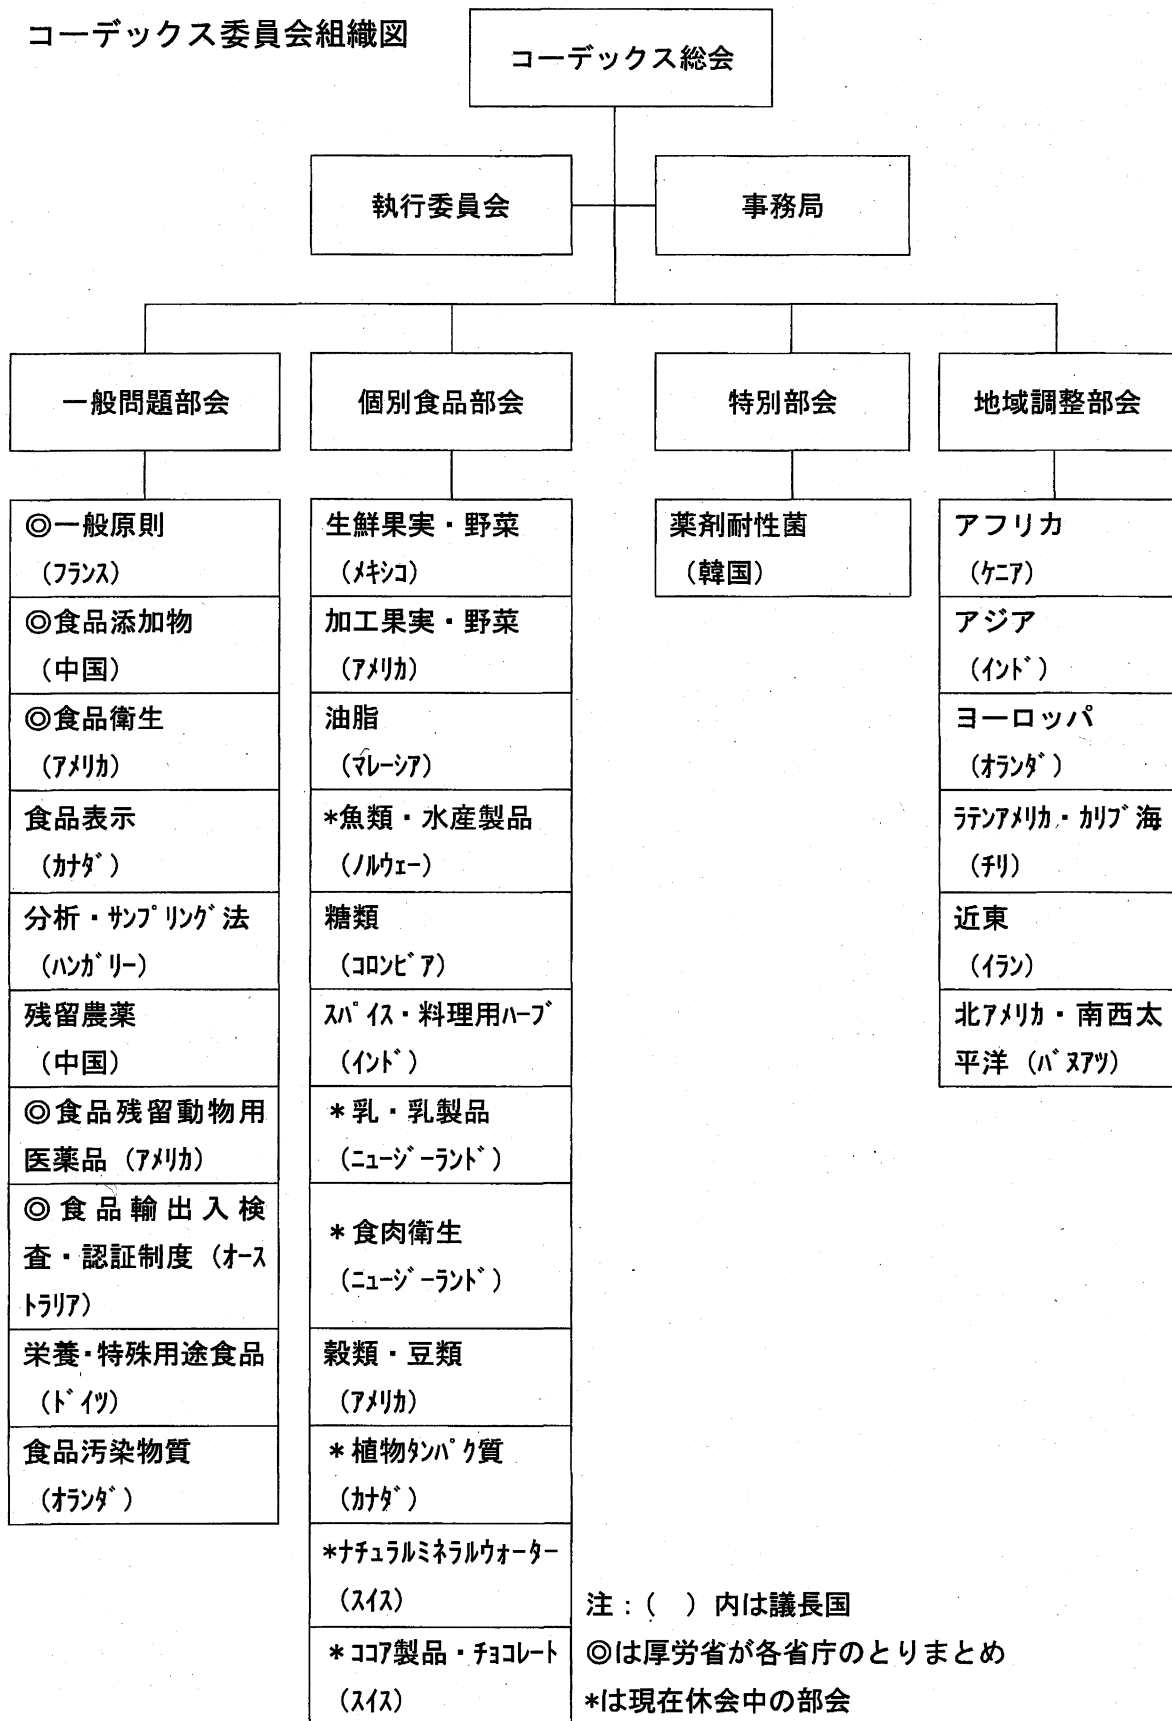 コーデックス委員会組織図
コーデックス総会
執行委員会
事務局
一般問題部会
◎一般原則
(フランス)
◎食品添加物
(中国)
◎食品衛生
(アメリカ)
食品表示
(カナダ)
分析・サンプリング法
(ハンガリー)
残留農薬
(中国)
◎食品残留動物用
医薬品(アメリカ)
◎食品輸出入検
査・認証制度(オース
トラリア)
栄養・特殊用途食品
(ドイツ)
食品汚染物質
(オランダ)
個別食品部会
生鮮果実・野菜
(メキシコ)
加工果実・野菜
(アメリカ)
油脂
(マレーシア)
*魚類・水産製品
(ノルウェー)
糖類
(コロンビア)
スパイス・料理用ハーブ
(インド)
*乳・乳製品
(ニュージーランド)
*食肉衛生
(ニュージーランド)
穀類・豆類
(アメリカ)
*植物タンパク質
(カナダ)
*ナチュラルミネラルウォーター
(スイス)
*ココア製品・チョコレート
(スイス)
特別部会
薬剤耐性菌
(韓国)
地域調整部会
アフリカ
(ケニア)
アジア
(インド)
ヨーロッパ
(オランダ)
ラテンアメリカ・カリブ海
(チリ)
近東
(イラン)
北アメリカ・南西太
平洋(バヌアツ)
注:( )内は議長国
◎は厚労省が各省庁のとりまとめ
*は現在休会中の部会